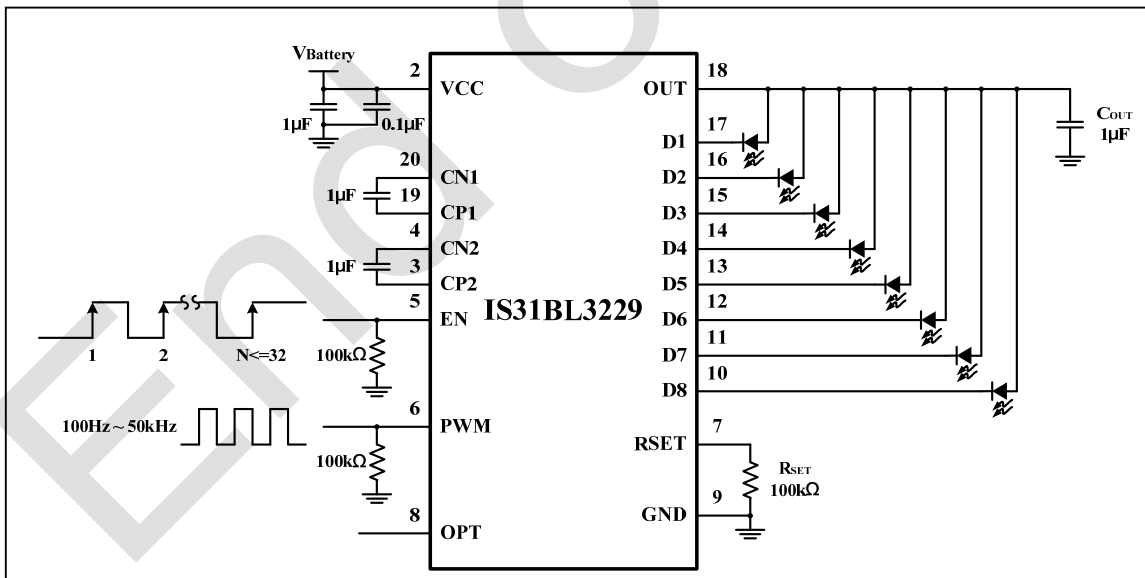 VBattery
2
VCC
1µF
0.1µF
20
CN1
1µF
19
CP1
4
CN2
1µF
3
CP2
5
EN
1
2
N<=32
100kΩ
6
PWM
100Hz ~ 50kHz
100kΩ
8
OPT
IS31BL3229
18
OUT
COUT
1µF
17
D1
16
D2
15
D3
14
D4
13
D5
12
D6
11
D7
10
D8
7
RSET
RSET
100kΩ
9
GND
End O